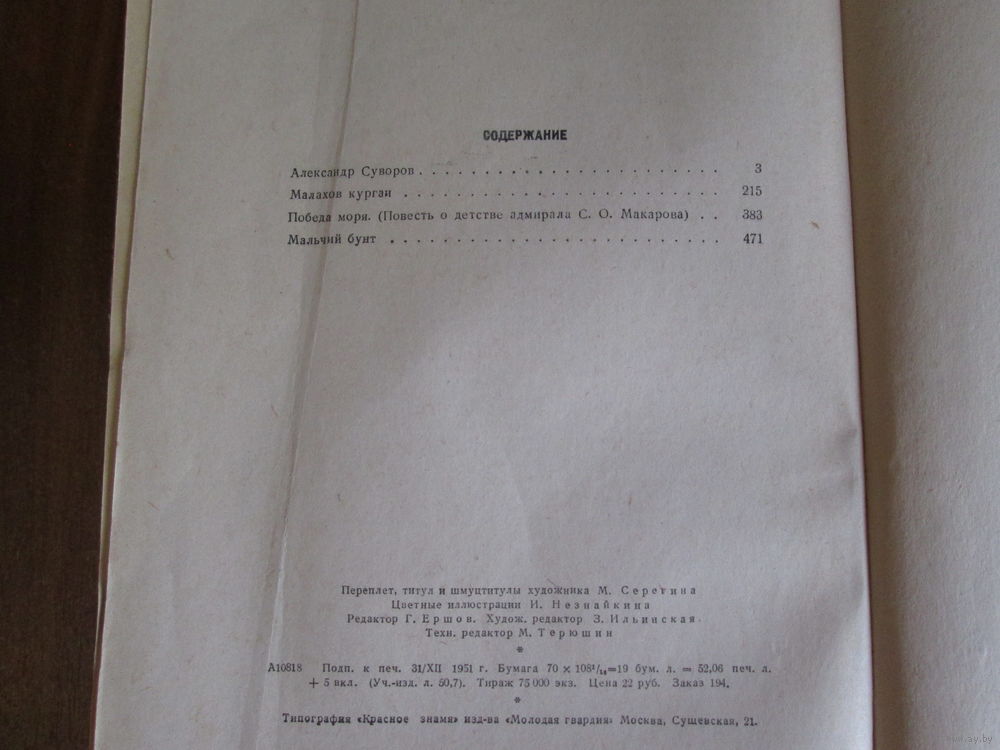 СОДЕРЖАНИЕ
Александр Суворов . . . . . . . . . . . . . . . . . . . . . . . . 3
Малахов курган . . . . . . . . . . . . . . . . . . . . . . . . . 215
Победа моря. (Повесть о детстве адмирала С. О. Макарова) . . 383
Мальчий бунт . . . . . . . . . . . . . . . . . . . . . . . . . . 471
Переплет, титул и шмуцтитулы художника М. Серегина
Цветные иллюстрации И. Незнайкина
Редактор Г. Ершов. Худож. редактор З. Ильинская.
Техн. редактор М. Терюшин
*
А10818 Подп. к печ. 31/XII 1951 г. Бумага 70 × 108¹/₁₆=19 бум. л. = 52,06 печ. л.
+ 5 вкл. (Уч.-изд. л. 50,7). Тираж 75 000 экз. Цена 22 руб. Заказ 194.
*
Типография «Красное знамя» изд-ва «Молодая гвардия» Москва, Сущевская, 21.
www.ay.by